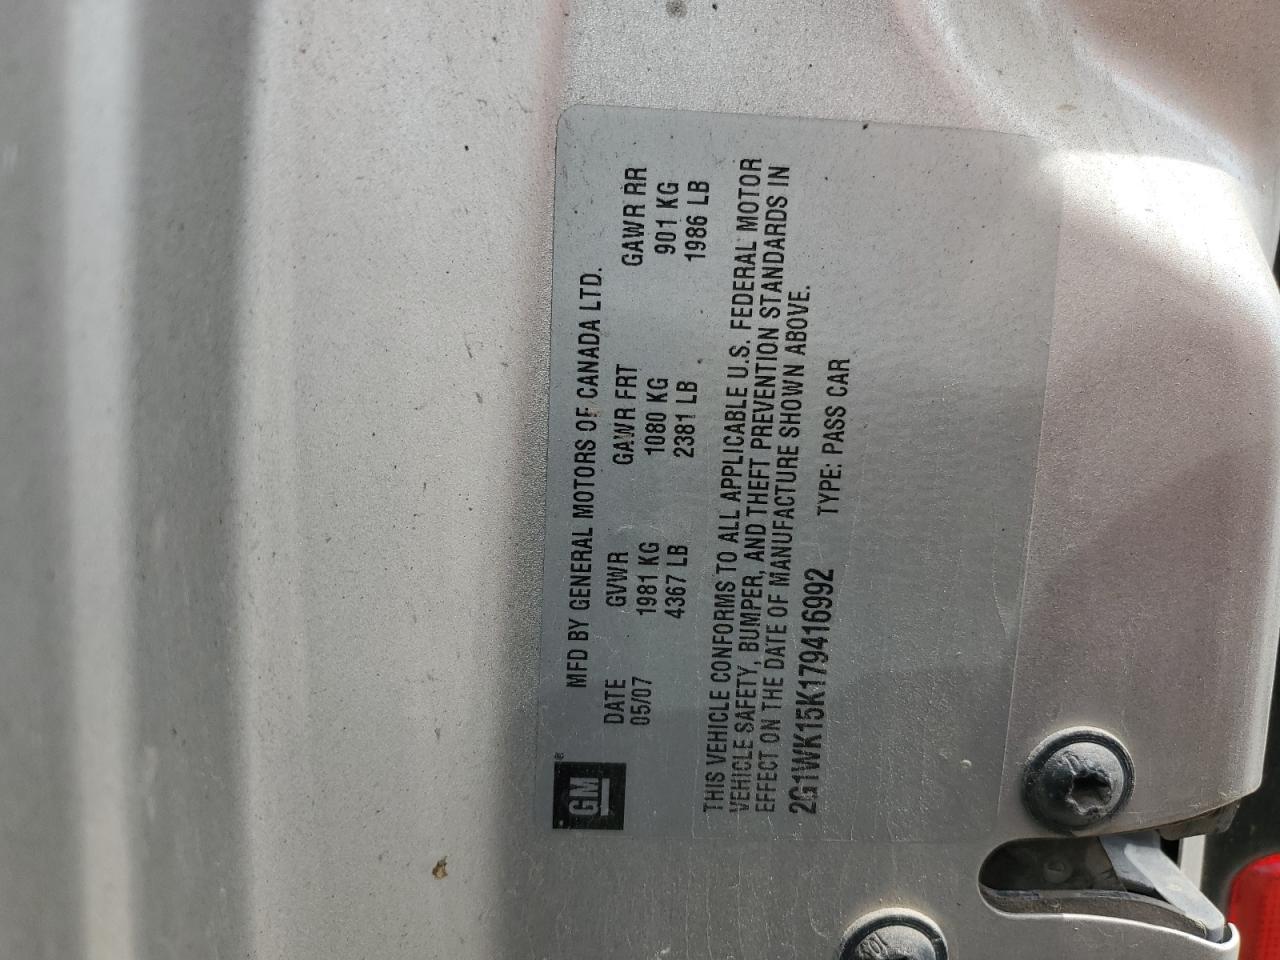 GM®
MFD BY GENERAL MOTORS OF CANADA LTD.
DATE GVWR GAWR FRT GAWR RR
05/07 1981 KG 1080 KG 901 KG
4367 LB 2381 LB 1986 LB
THIS VEHICLE CONFORMS TO ALL APPLICABLE U.S. FEDERAL MOTOR
VEHICLE SAFETY, BUMPER, AND THEFT PREVENTION STANDARDS IN
EFFECT ON THE DATE OF MANUFACTURE SHOWN ABOVE.
2G1WK15K179416992 TYPE: PASS CAR